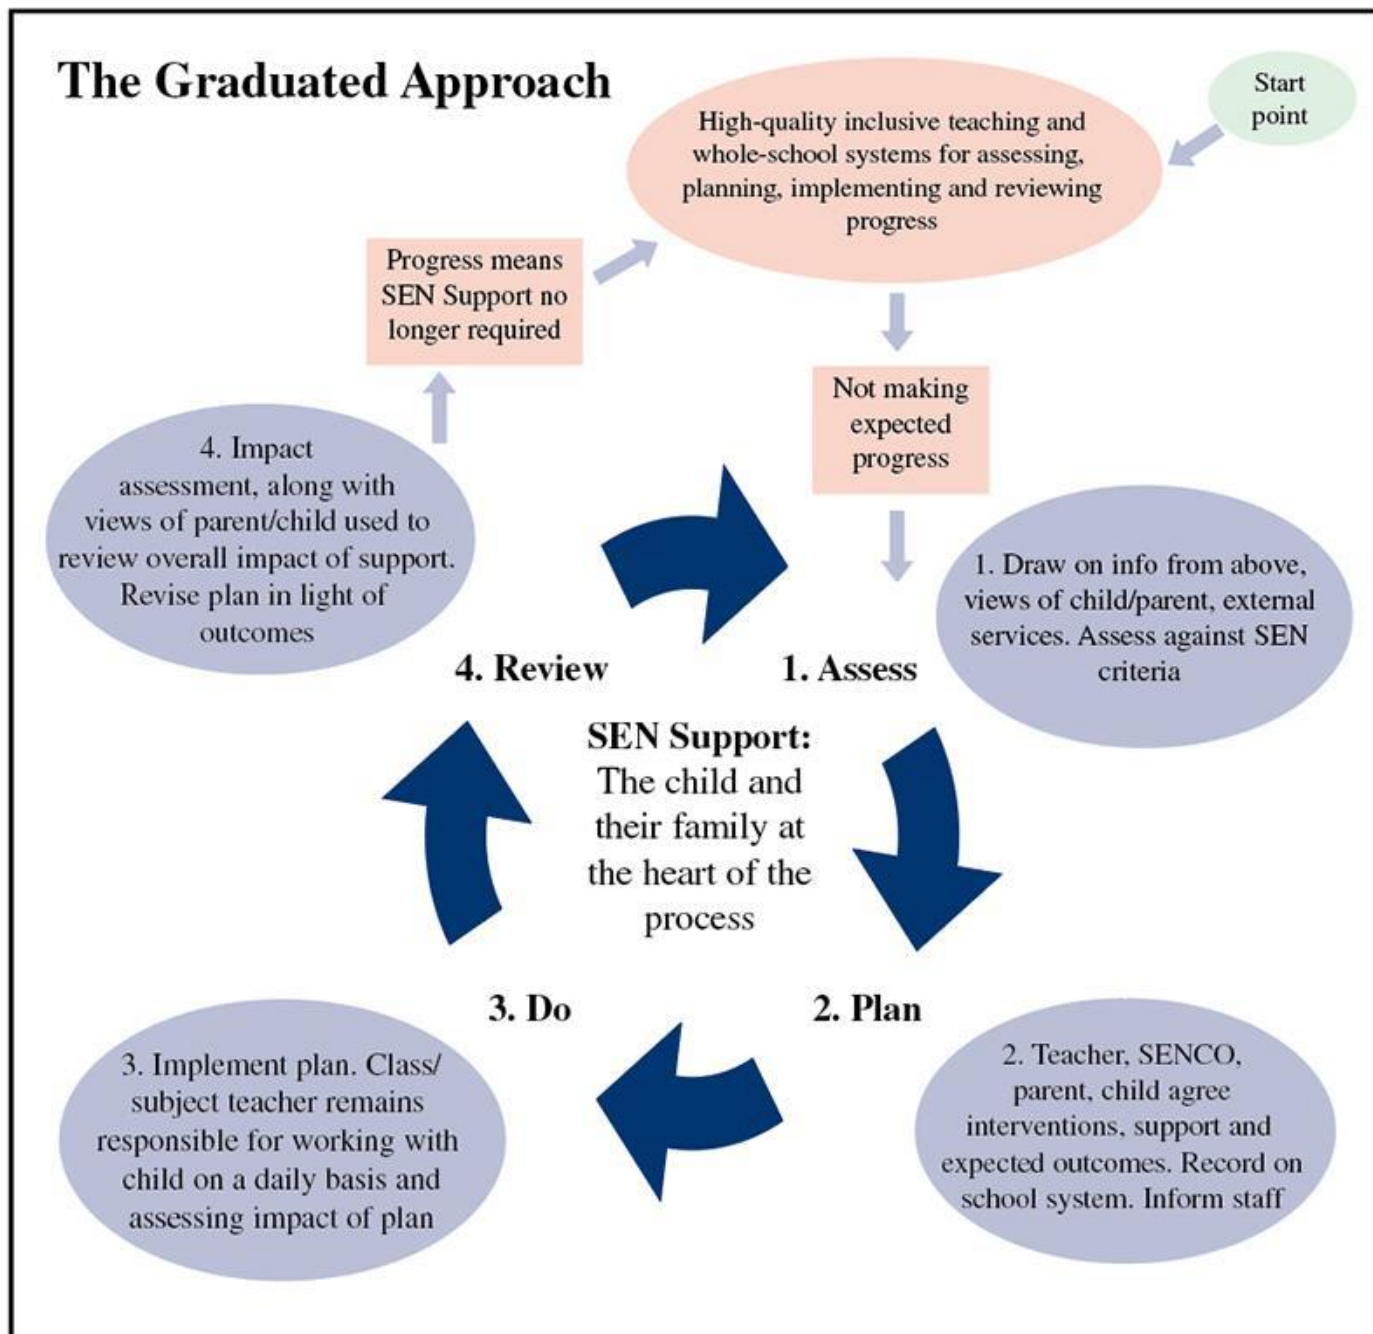 The Graduated Approach
Start
point
High-quality inclusive teaching and
whole-school systems for assessing,
planning, implementing and reviewing
progress
Progress means
SEN Support no
longer required
Not making
expected
progress
4. Impact
assessment, along with
views of parent/child used to
review overall impact of support.
Revise plan in light of
outcomes
1. Draw on info from above,
views of child/parent, external
services. Assess against SEN
criteria
4. Review
1. Assess
SEN Support:
The child and
their family at
the heart of the
process
3. Do
2. Plan
3. Implement plan. Class/
subject teacher remains
responsible for working with
child on a daily basis and
assessing impact of plan
2. Teacher, SENCO,
parent, child agree
interventions, support and
expected outcomes. Record on
school system. Inform staff